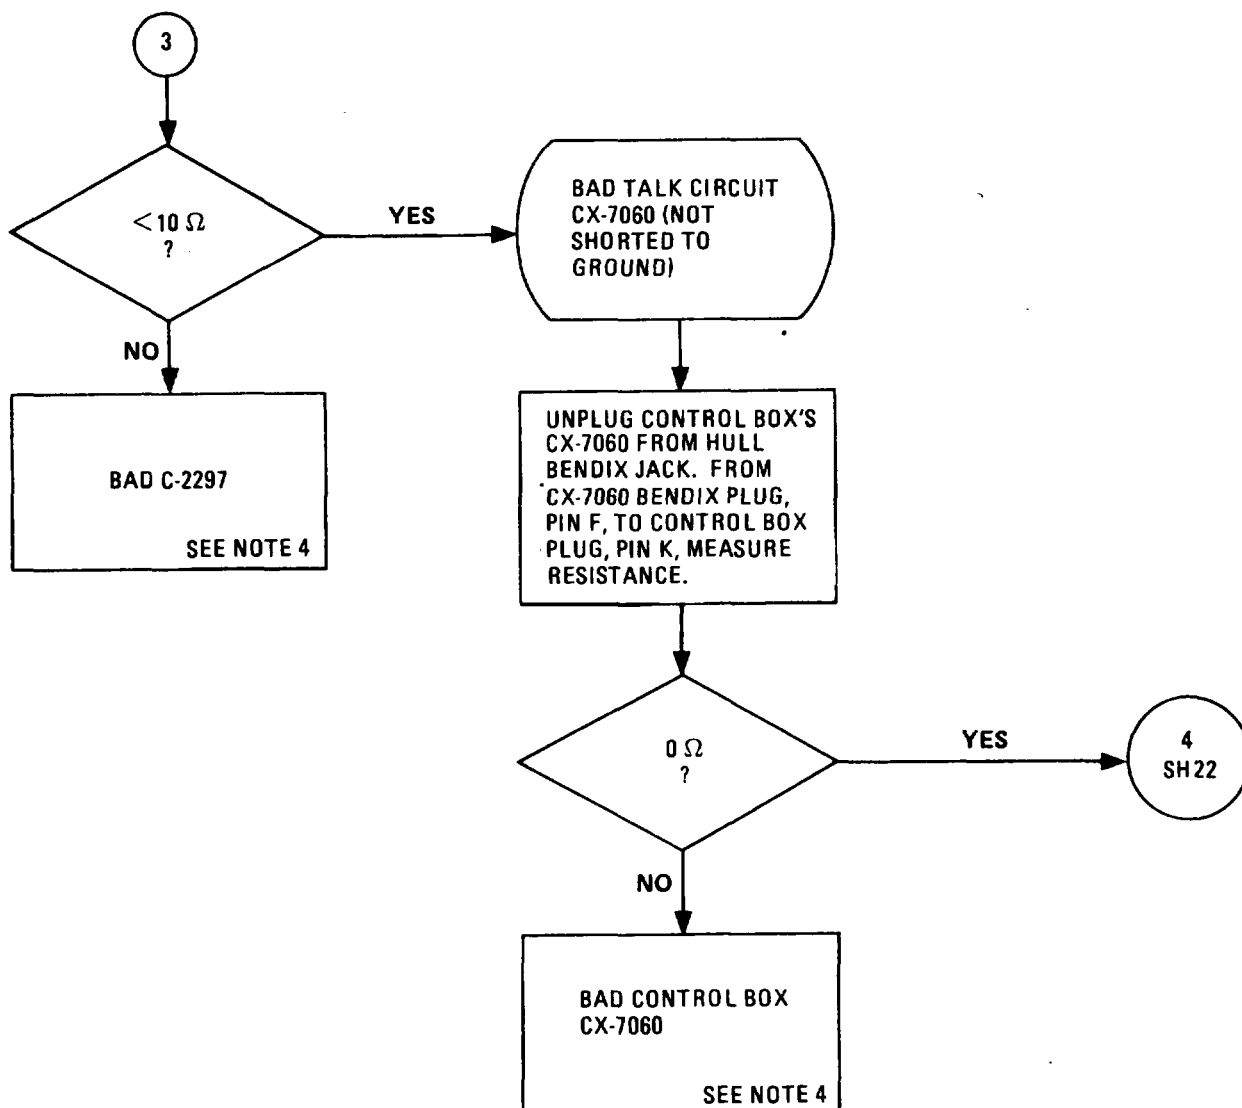 3
<10 Ω
?
YES
BAD TALK CIRCUIT
CX-7060 (NOT
SHORTED TO
GROUND)
NO
BAD C-2297
SEE NOTE 4
UNPLUG CONTROL BOX'S
CX-7060 FROM HULL
BENDIX JACK. FROM
CX-7060 BENDIX PLUG,
PIN F, TO CONTROL BOX
PLUG, PIN K, MEASURE
RESISTANCE.
0 Ω
?
YES
4
SH22
NO
BAD CONTROL BOX
CX-7060
SEE NOTE 4